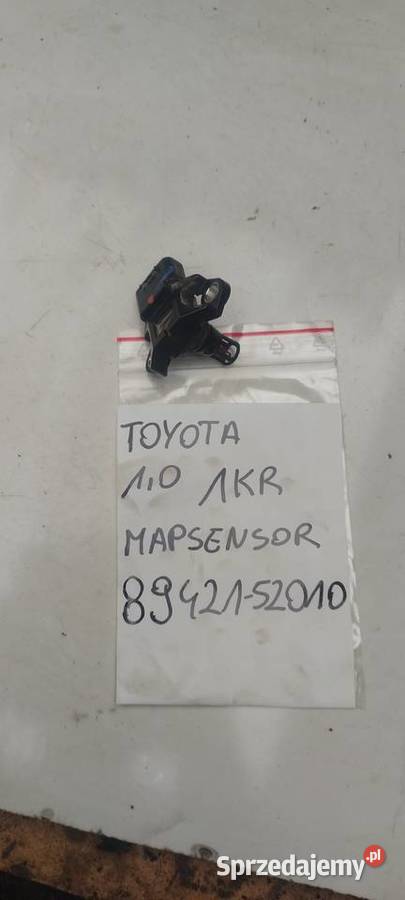 TOYOTA
1,0 1KR
MAPSENSOR
89421-52010
Sprzedajemy.pl